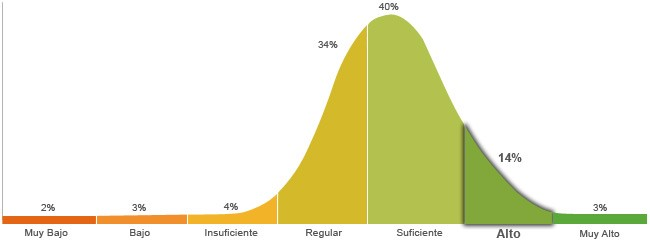 40%
34%
14%
2%
3%
4%
3%
Muy Bajo
Bajo
Insuficiente
Regular
Suficiente
Alto
Muy Alto